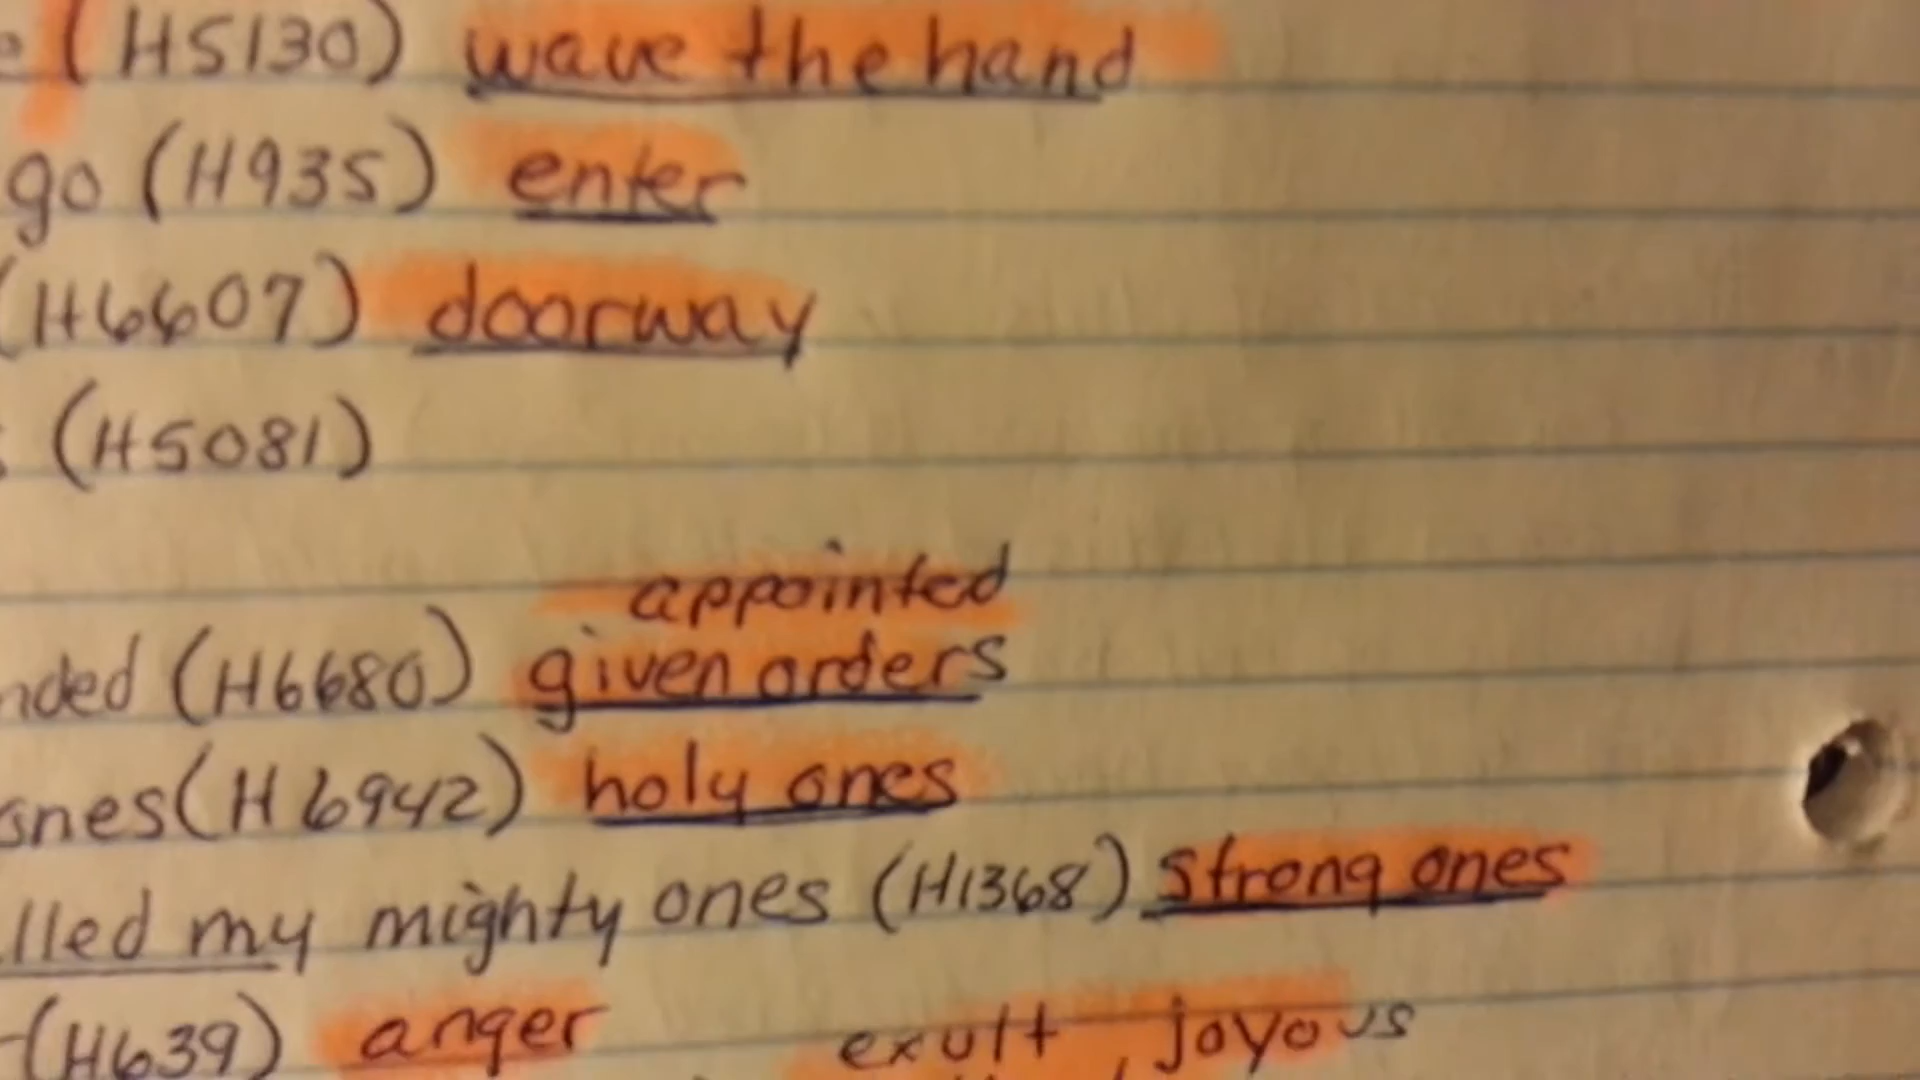 (H5130) wave the hand
go (H935) enter
(H6607) doorway
(H5081)
appointed
nded (H6680) given orders
ones (H6942) holy ones
lled my mighty ones (H1368) strong ones
(H639) anger exult, joyous